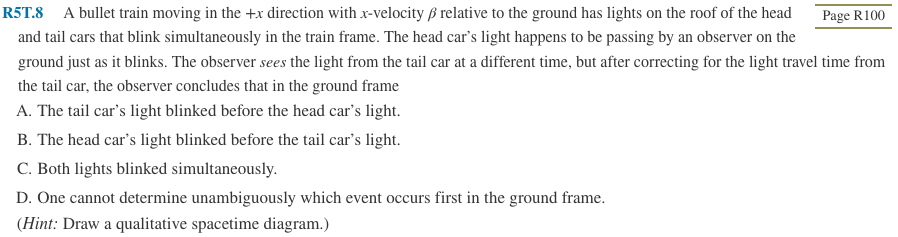 R5T.8 A bullet train moving in the +x direction with x-velocity β relative to the ground has lights on the roof of the head
Page R100
and tail cars that blink simultaneously in the train frame. The head car's light happens to be passing by an observer on the
ground just as it blinks. The observer sees the light from the tail car at a different time, but after correcting for the light travel time from
the tail car, the observer concludes that in the ground frame
A. The tail car's light blinked before the head car's light.
B. The head car's light blinked before the tail car's light.
C. Both lights blinked simultaneously.
D. One cannot determine unambiguously which event occurs first in the ground frame.
(Hint: Draw a qualitative spacetime diagram.)